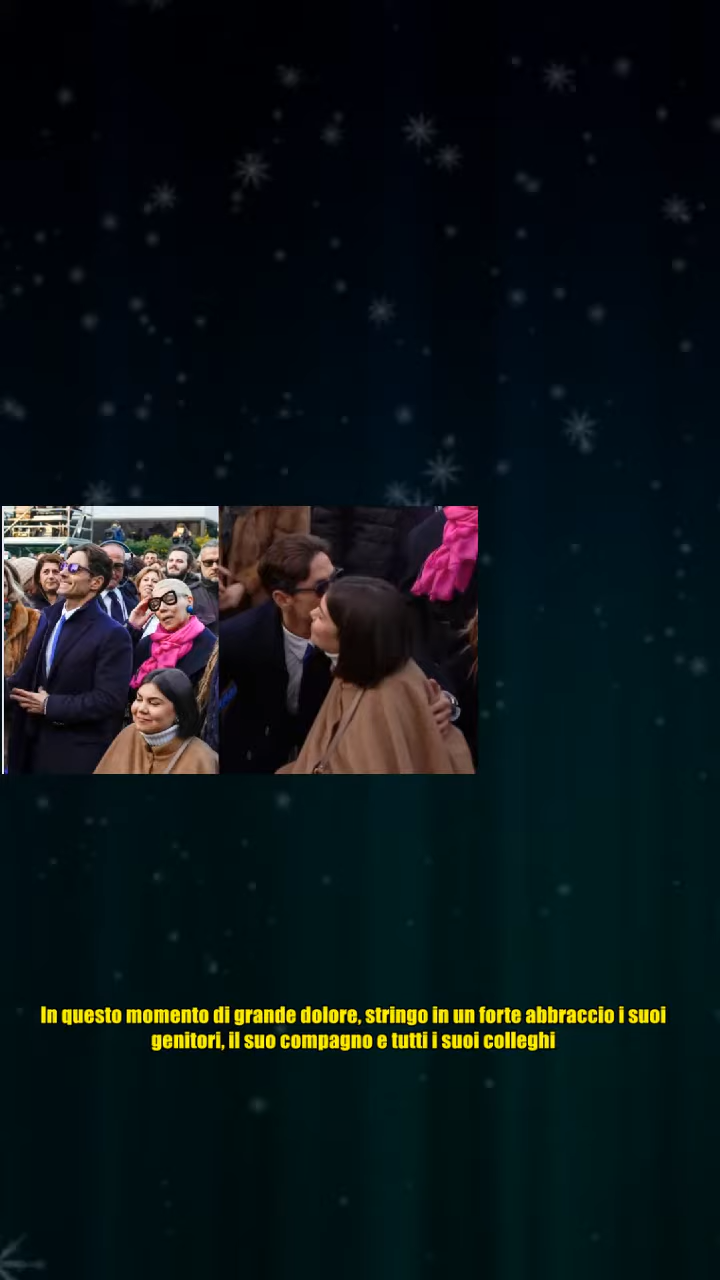 In questo momento di grande dolore, stringo in un forte abbraccio i suoi
genitori, il suo compagno e tutti i suoi colleghi